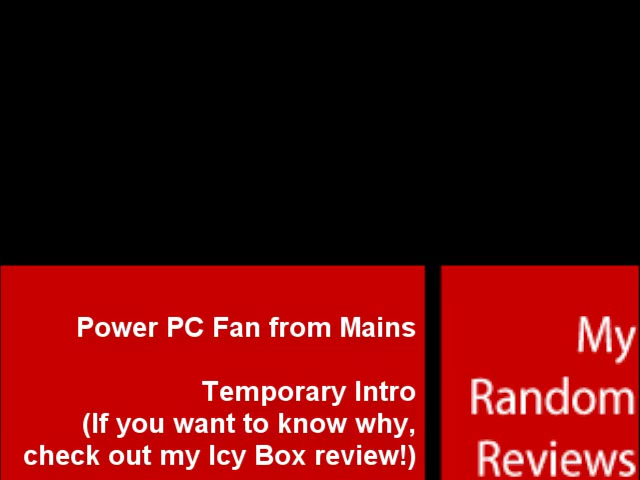 Power PC Fan from Mains
Temporary Intro
(If you want to know why,
check out my Icy Box review!)
My
Random
Reviews